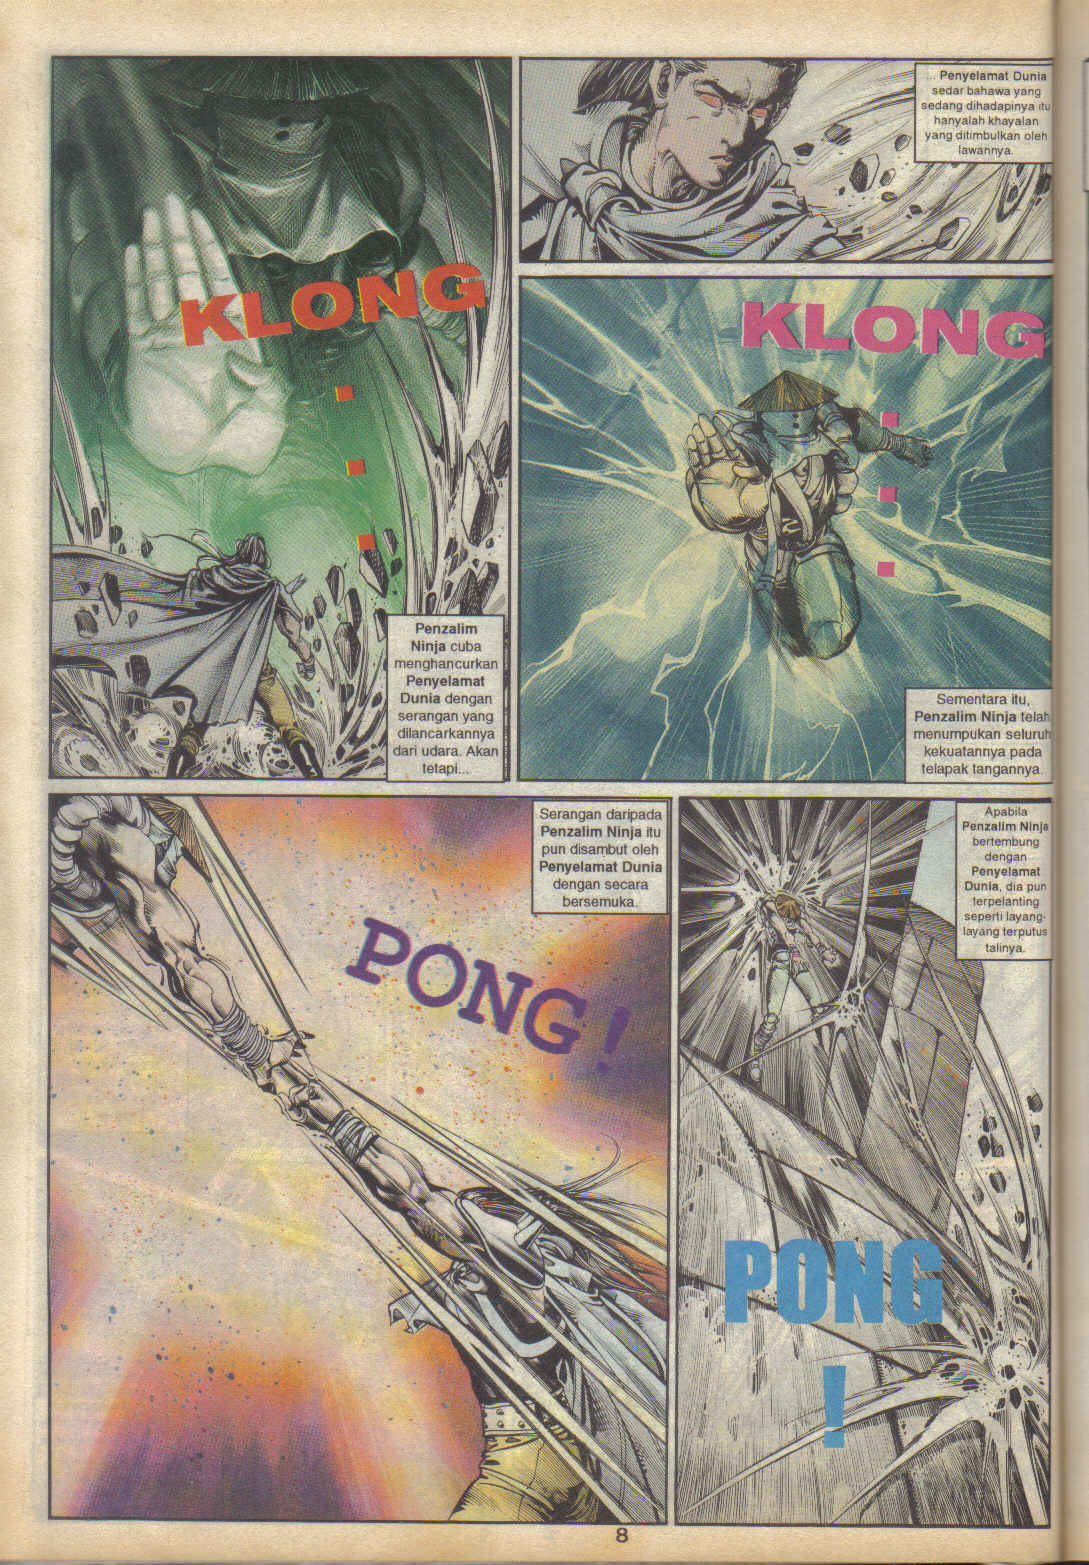 KLONG
...
Penzalim
Ninja cuba
menghancurkan
Penyelamat
Dunia dengan
serangan yang
dilancarkannya
dari udara. Akan
tetapi...
... Penyelamat Dunia
sedar bahawa yang
sedang dihadapinya itu
hanyalah khayalan
yang ditimbulkan oleh
lawannya.
KLONG
...
Sementara itu,
Penzalim Ninja telah
menumpukan seluruh
kekuatannya pada
telapak tangannya.
Serangan daripada
Penzalim Ninja itu
pun disambut oleh
Penyelamat Dunia
dengan secara
bersemuka.
PONG!
Apabila
Penzalim Ninja
bertembung
dengan
Penyelamat
Dunia, dia pun
terpelanting
seperti layang-
layang terputus
talinya.
PONG
!
8